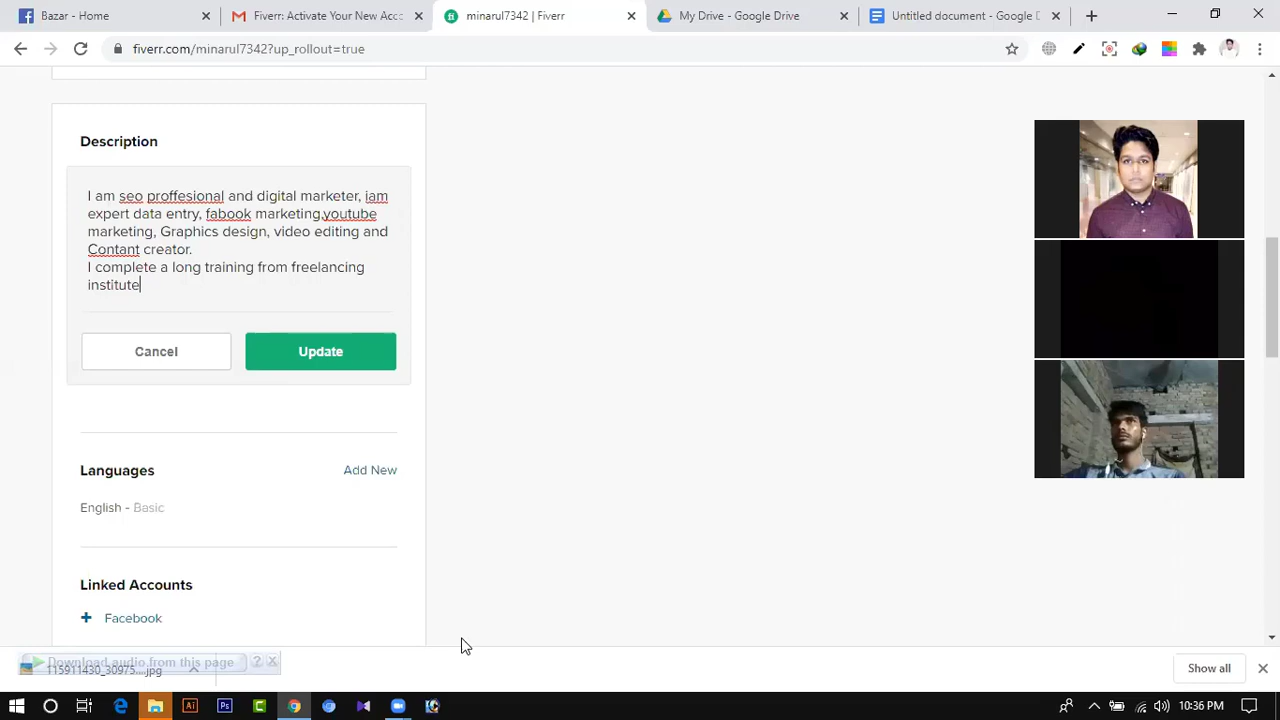 Bazar - Home
Fiverr: Activate Your New Acco
minarul7342 | Fiverr
My Drive - Google Drive
Untitled document - Google D
fiverr.com/minarul7342?up_rollout=true
Description
I am seo proffesional and digital marketer, iam
expert data entry, fabook marketing,youtube
marketing, Graphics design, video editing and
Contant creator.
I complete a long training from freelancing
institute
Cancel
Update
Languages
Add New
English - Basic
Linked Accounts
+ Facebook
Download audio from this page
?
115911430_30975....jpg
Show all
10:36 PM